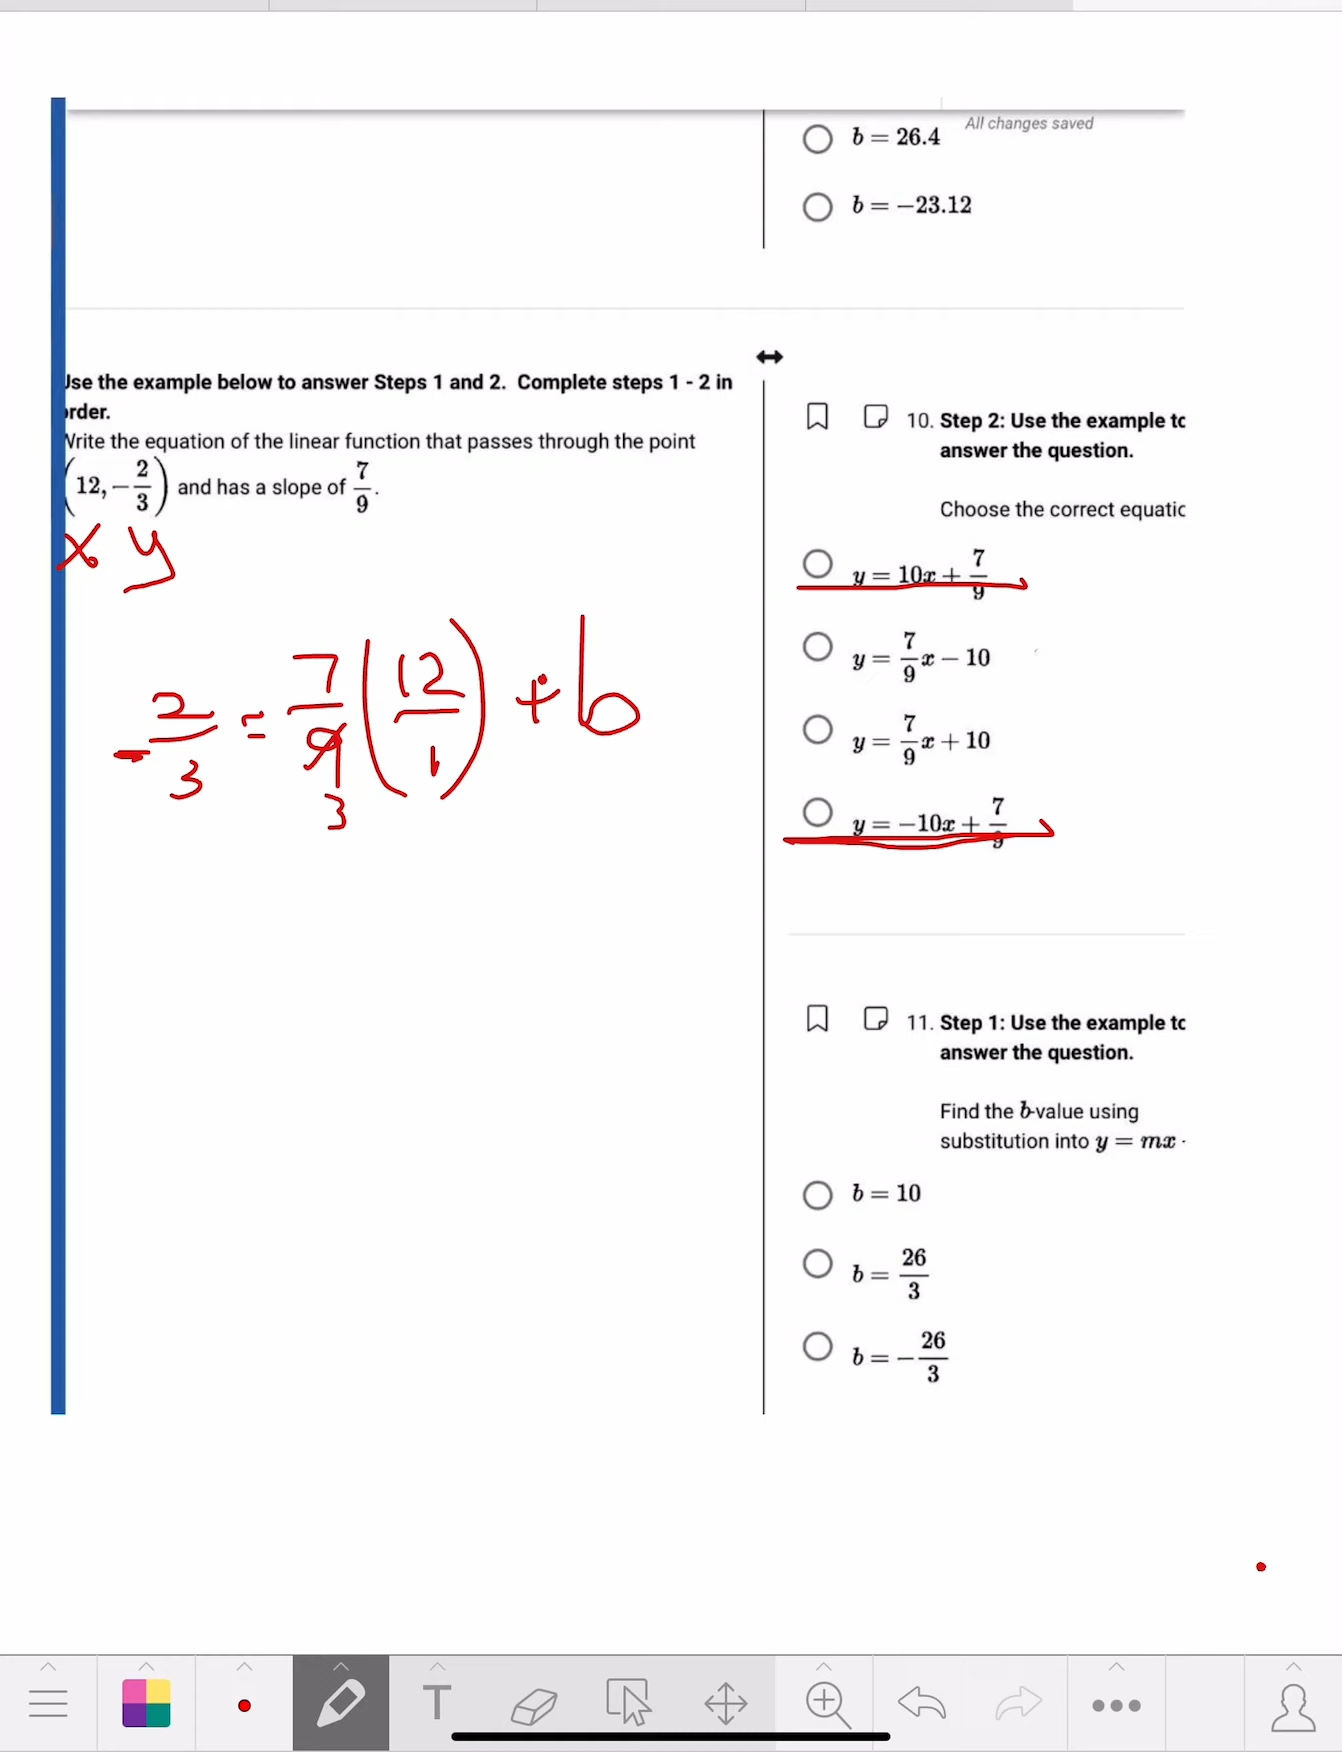 All changes saved
b = 26.4
b = −23.12
Use the example below to answer Steps 1 and 2. Complete steps 1 - 2 in
order.
Write the equation of the linear function that passes through the point
(12, −2/3) and has a slope of 7/9.
x y
-2/3 = 7/9 (12/1) + b
3
10. Step 2: Use the example to
answer the question.
Choose the correct equatic
y = 10x + 7/9
y = 7/9 x − 10
y = 7/9 x + 10
y = −10x + 7/9
11. Step 1: Use the example to
answer the question.
Find the b-value using
substitution into y = mx ·
b = 10
b = 26/3
b = −26/3
T